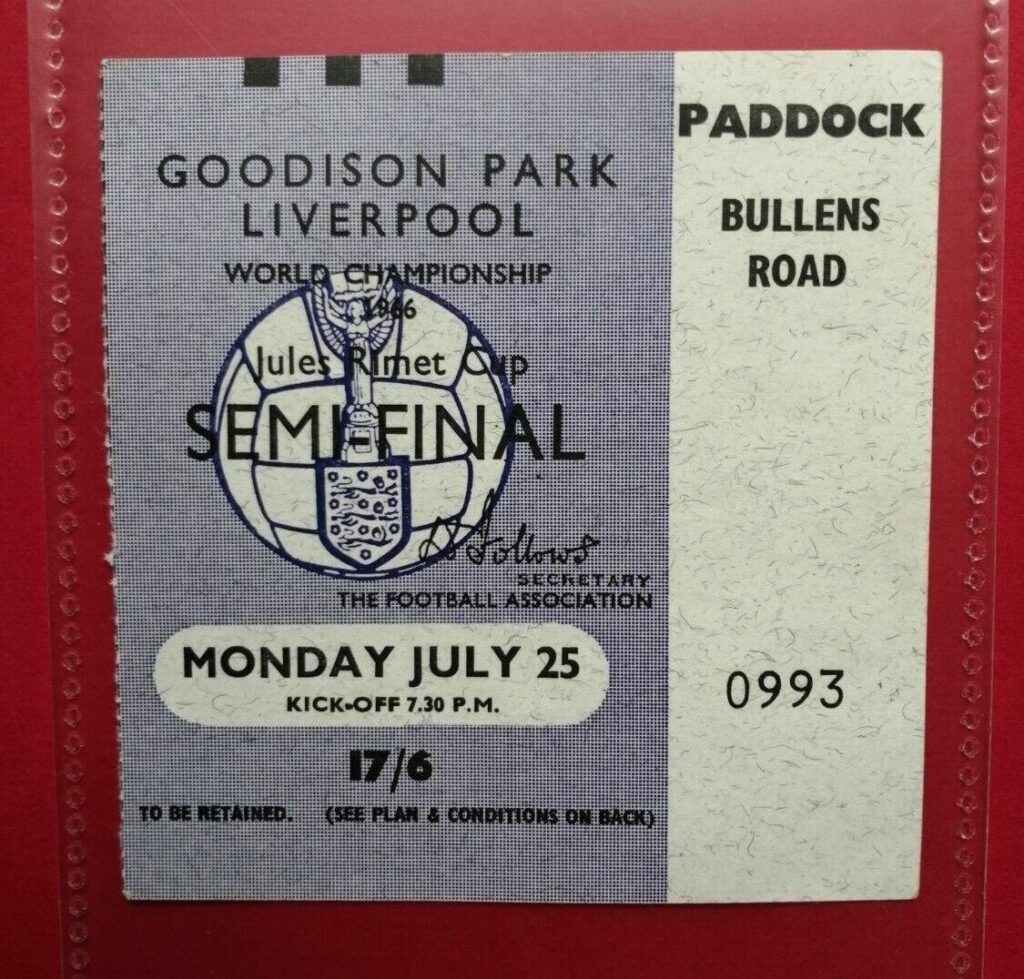 GOODISON PARK
LIVERPOOL
WORLD CHAMPIONSHIP
1966
Jules Rimet Cup
SEMI-FINAL
D Follows
SECRETARY
THE FOOTBALL ASSOCIATION
MONDAY JULY 25
KICK-OFF 7.30 P.M.
17/6
TO BE RETAINED. (SEE PLAN & CONDITIONS ON BACK)
PADDOCK
BULLENS
ROAD
0993